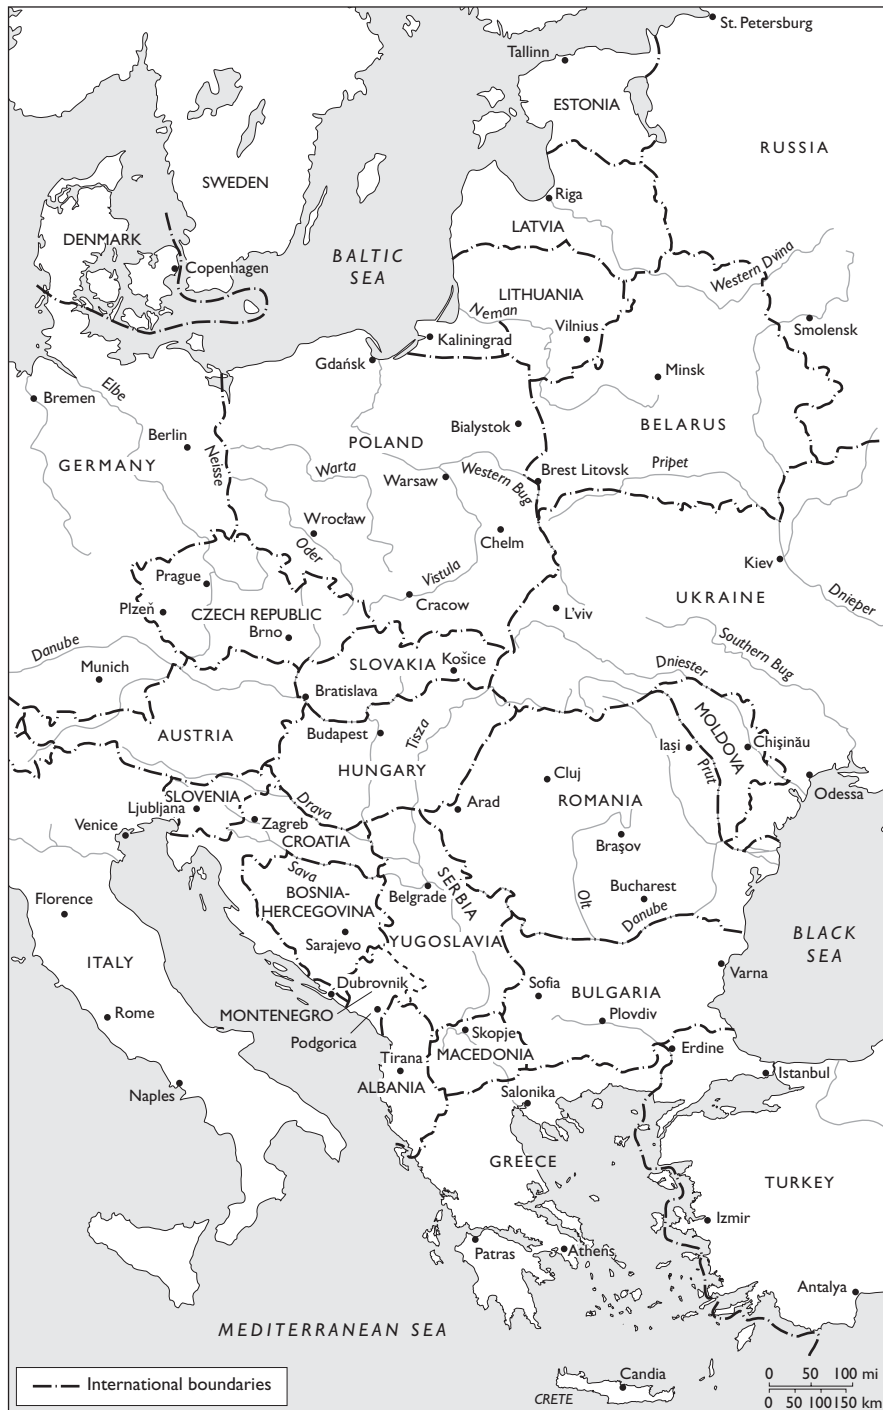 St. Petersburg
Tallinn
ESTONIA
RUSSIA
SWEDEN
Riga
DENMARK
LATVIA
Copenhagen
BALTIC
SEA
Western Dvina
LITHUANIA
Neman
Vilnius
Smolensk
Kaliningrad
Gdańsk
Minsk
Elbe
Bremen
Bialystok
BELARUS
Berlin
POLAND
GERMANY
Neisse
Warta
Warsaw
Western Bug
Brest Litovsk
Pripet
Wrocław
Oder
Chelm
Kiev
Prague
Vistula
Cracow
L'viv
UKRAINE
Dnieper
Plzeň
CZECH REPUBLIC
Brno
Danube
Munich
SLOVAKIA
Košice
Dniester
Southern Bug
Bratislava
AUSTRIA
Budapest
Tisza
MOLDOVA
Iași
Prut
Chişinău
HUNGARY
Cluj
Odessa
SLOVENIA
Ljubljana
Drava
Arad
ROMANIA
Venice
Zagreb
CROATIA
Braşov
Sava
SERBIA
Belgrade
BOSNIA-
HERCEGOVINA
Bucharest
Olt
Danube
Florence
Sarajevo
YUGOSLAVIA
BLACK
SEA
ITALY
Varna
Dubrovnik
Sofia
BULGARIA
Rome
MONTENEGRO
Plovdiv
Podgorica
Skopje
Erdine
Tirana
MACEDONIA
Istanbul
Naples
ALBANIA
Salonika
GREECE
TURKEY
Izmir
Patras
Athens
Antalya
MEDITERRANEAN SEA
Candia
CRETE
International boundaries
0 50 100 mi
0 50 100 150 km